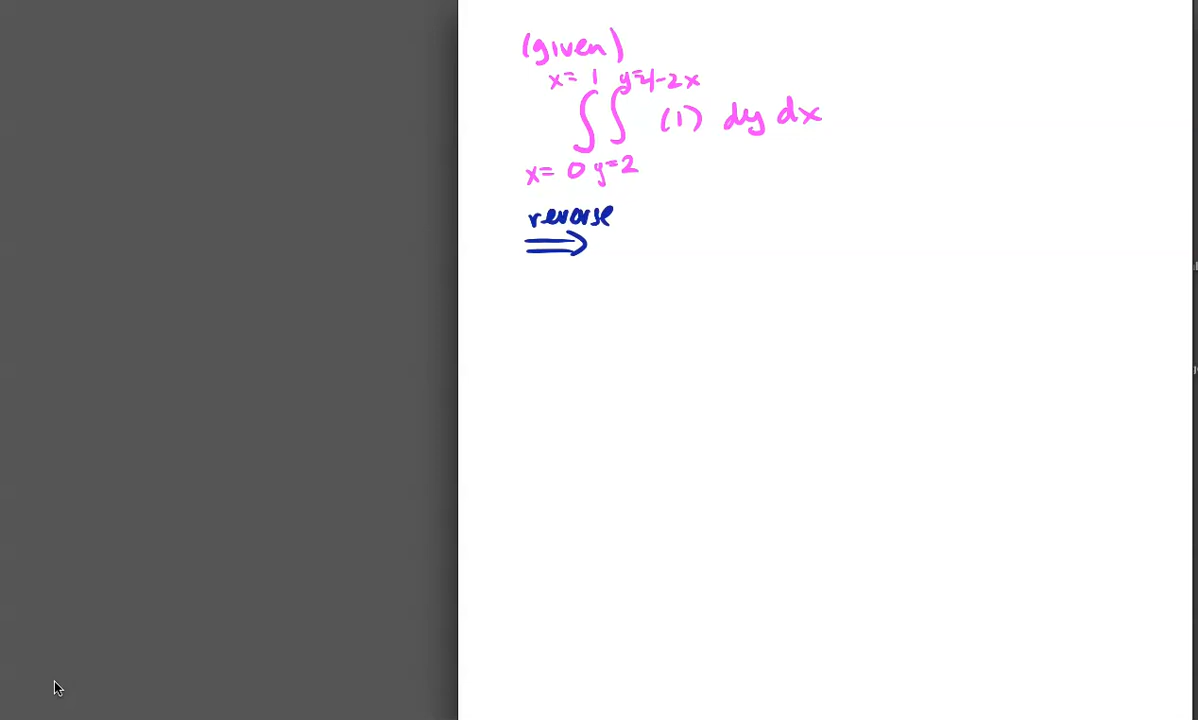 (given)
x= 1 y=4-2x
∫ ∫ (1) dy dx
x= 0 y=2
reverse
⇒